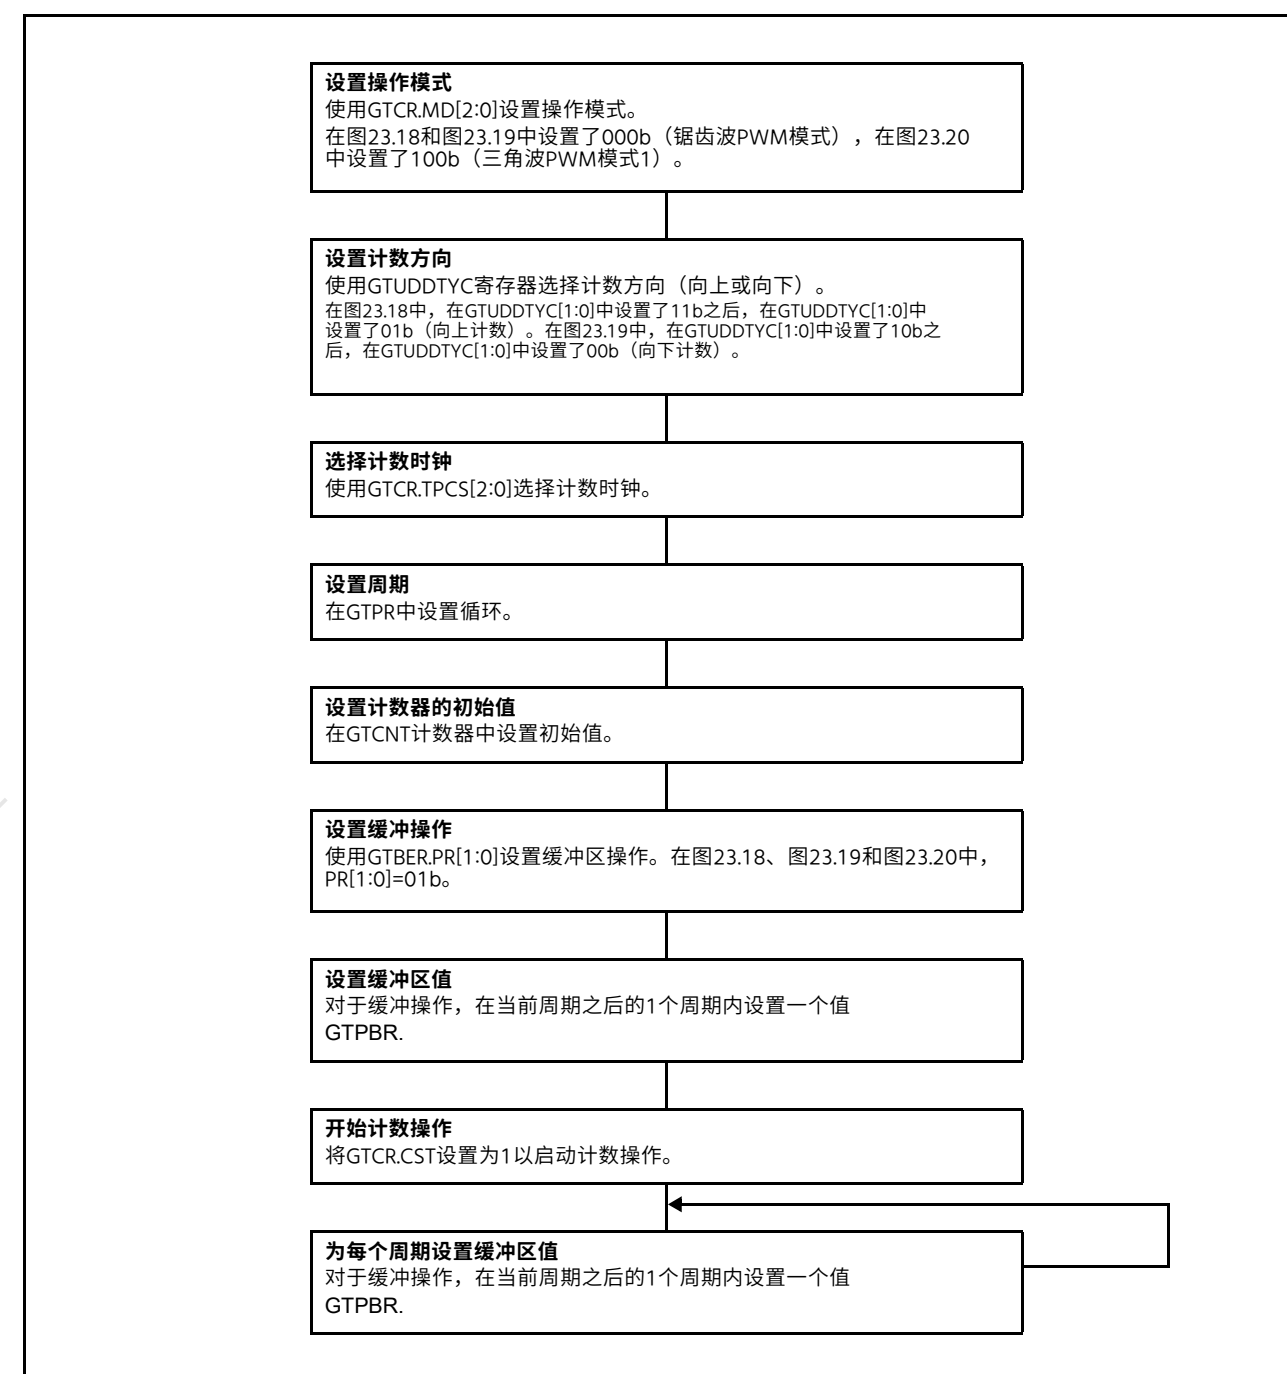 设置操作模式
使用GTCR.MD[2:0]设置操作模式。
在图23.18和图23.19中设置了000b（锯齿波PWM模式），在图23.20
中设置了100b（三角波PWM模式1）。
设置计数方向
使用GTUDDTYC寄存器选择计数方向（向上或向下）。
在图23.18中，在GTUDDTYC[1:0]中设置了11b之后，在GTUDDTYC[1:0]中
设置了01b（向上计数）。在图23.19中，在GTUDDTYC[1:0]中设置了10b之
后，在GTUDDTYC[1:0]中设置了00b（向下计数）。
选择计数时钟
使用GTCR.TPCS[2:0]选择计数时钟。
设置周期
在GTPR中设置循环。
设置计数器的初始值
在GTCNT计数器中设置初始值。
设置缓冲操作
使用GTBER.PR[1:0]设置缓冲区操作。在图23.18、图23.19和图23.20中，
PR[1:0]=01b。
设置缓冲区值
对于缓冲操作，在当前周期之后的1个周期内设置一个值
GTPBR.
开始计数操作
将GTCR.CST设置为1以启动计数操作。
为每个周期设置缓冲区值
对于缓冲操作，在当前周期之后的1个周期内设置一个值
GTPBR.